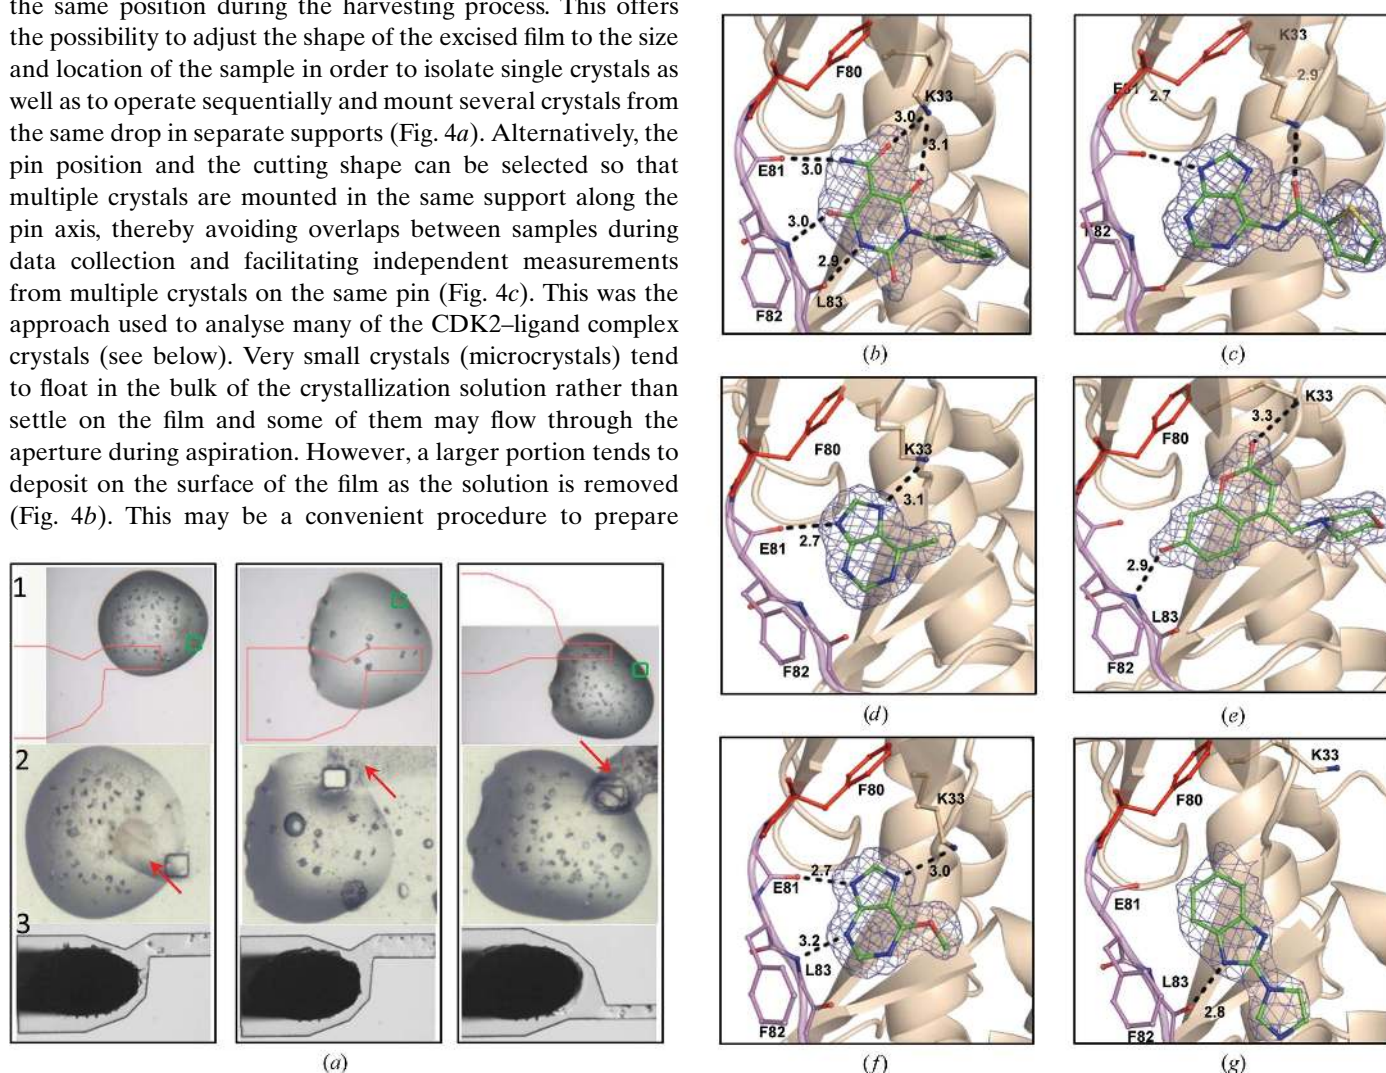 the same position during the harvesting process. This offers
the possibility to adjust the shape of the excised film to the size
and location of the sample in order to isolate single crystals as
well as to operate sequentially and mount several crystals from
the same drop in separate supports (Fig. 4a). Alternatively, the
pin position and the cutting shape can be selected so that
multiple crystals are mounted in the same support along the
pin axis, thereby avoiding overlaps between samples during
data collection and facilitating independent measurements
from multiple crystals on the same pin (Fig. 4c). This was the
approach used to analyse many of the CDK2–ligand complex
crystals (see below). Very small crystals (microcrystals) tend
to float in the bulk of the crystallization solution rather than
settle on the film and some of them may flow through the
aperture during aspiration. However, a larger portion tends to
deposit on the surface of the film as the solution is removed
(Fig. 4b). This may be a convenient procedure to prepare
1
2
3
(a)
F80
K33
3.0
3.1
E81
3.0
3.0
2.9
L83
F82
(b)
K33
2.9
E81
2.7
F82
(c)
F80
K33
3.1
E81
2.7
F82
(d)
K33
3.3
F80
2.9
L83
F82
(e)
F80
K33
2.7
3.0
E81
3.2
L83
F82
(f)
K33
F80
E81
L83
2.8
F82
(g)